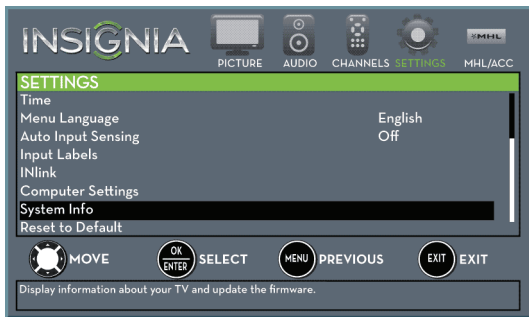 INSIGNIA
PICTURE AUDIO CHANNELS SETTINGS MHL MHL/ACC
SETTINGS
Time
Menu Language English
Auto Input Sensing Off
Input Labels
INlink
Computer Settings
System Info
Reset to Default
MOVE OK ENTER SELECT MENU PREVIOUS EXIT EXIT
Display information about your TV and update the firmware.